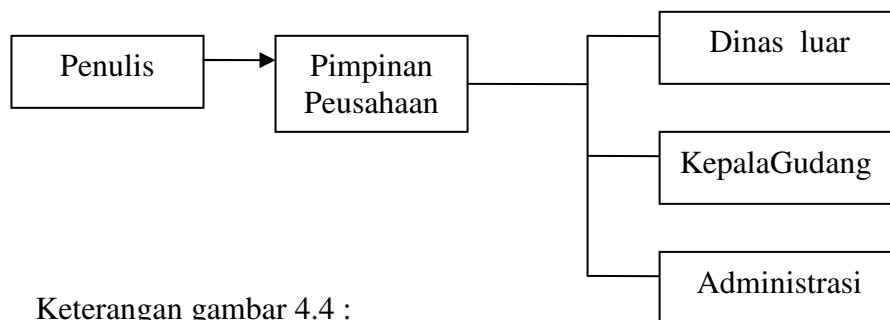 Penulis
Pimpinan
Peusahaan
Dinas luar
KepalaGudang
Administrasi
Keterangan gambar 4.4 :